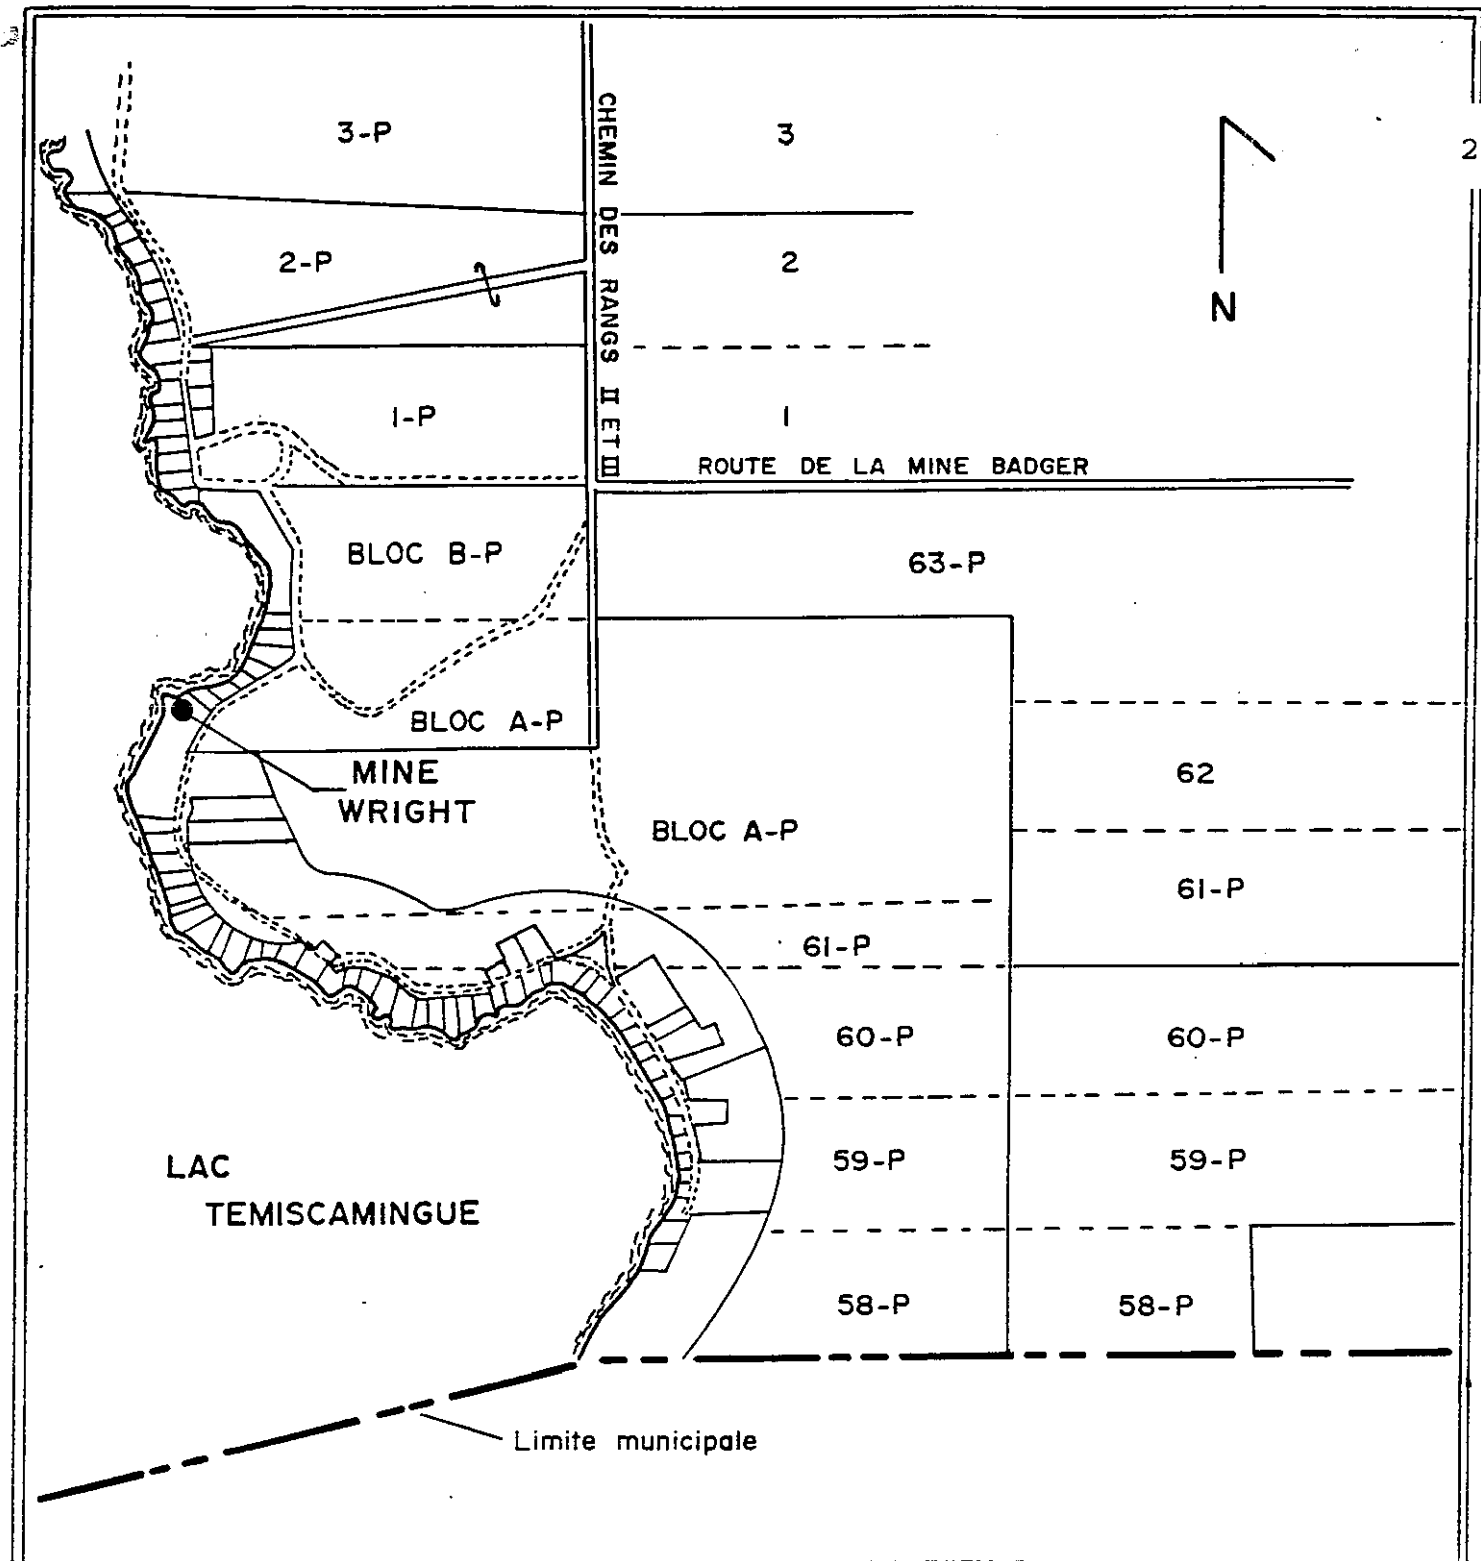 3-P
3
2
CHEMIN DES RANGS II ET III
2-P
2
N
1-P
1
ROUTE DE LA MINE BADGER
BLOC B-P
63-P
BLOC A-P
MINE
WRIGHT
62
BLOC A-P
61-P
61-P
60-P
60-P
LAC
TEMISCAMINGUE
59-P
59-P
58-P
58-P
Limite municipale